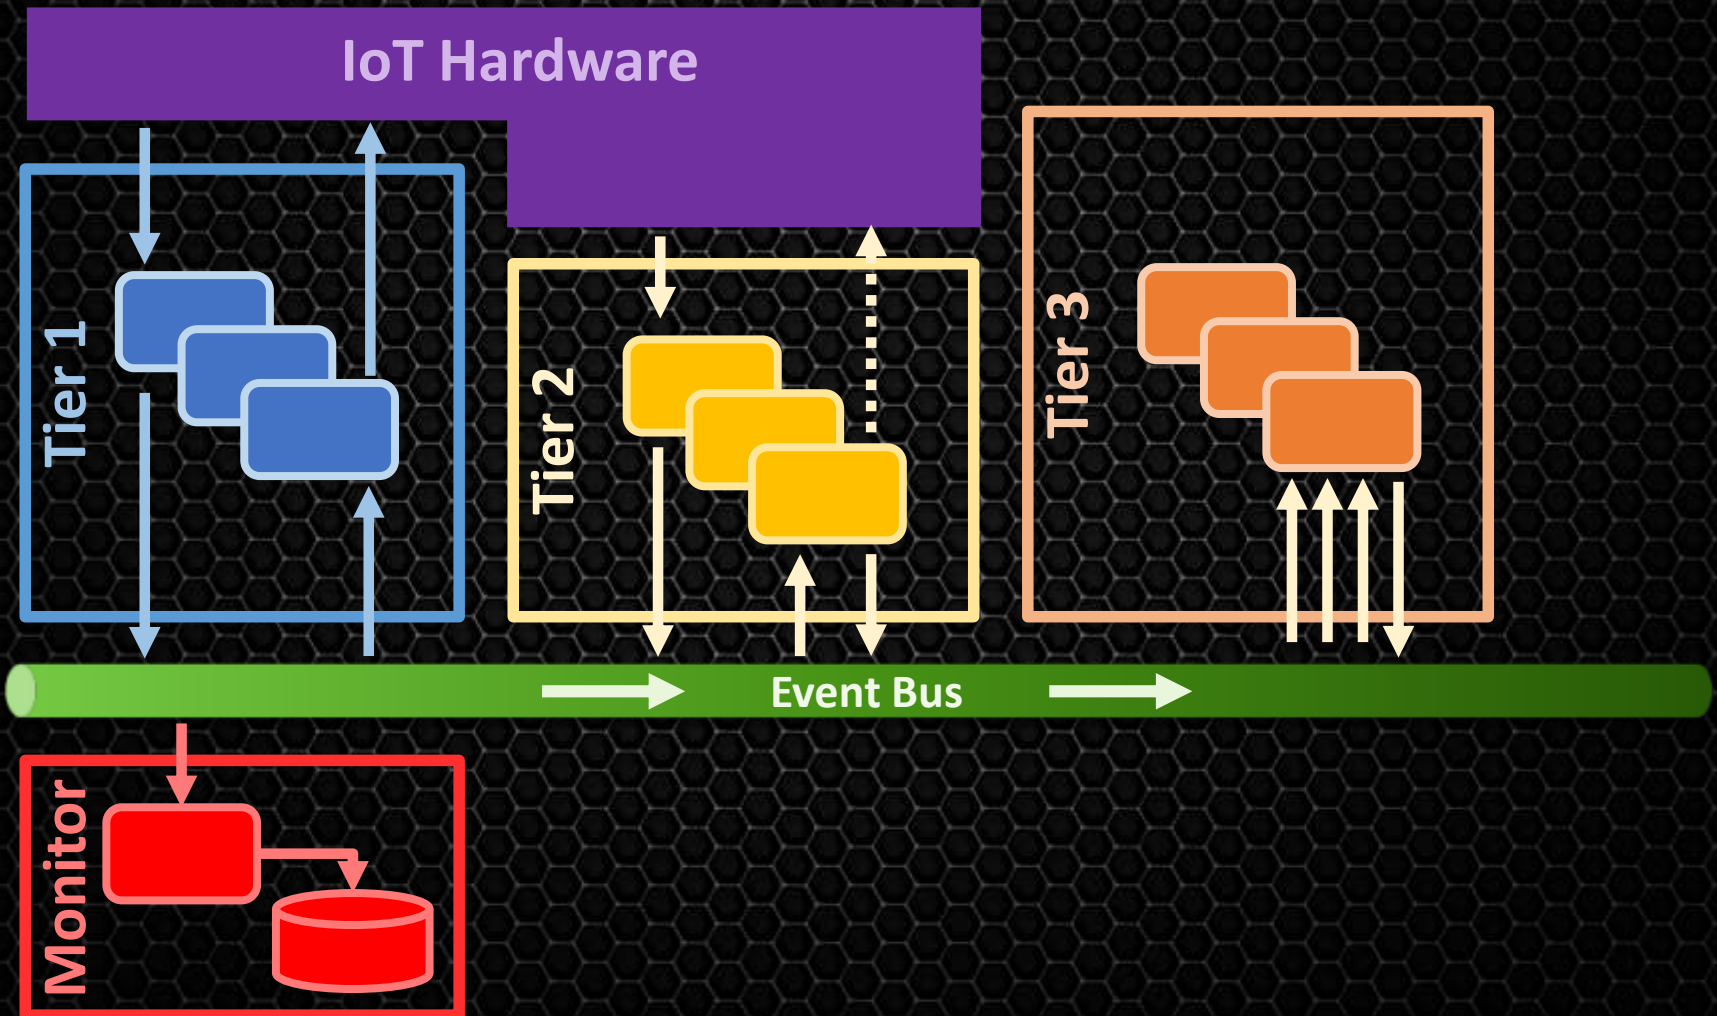 IoT Hardware
Tier 1
Tier 2
Tier 3
Event Bus
Monitor